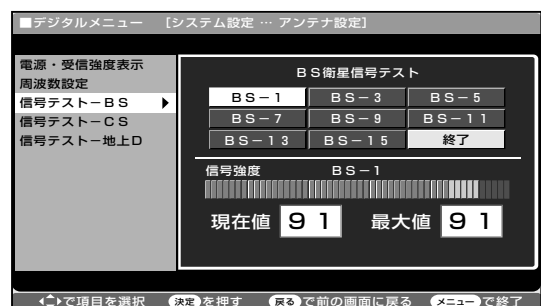 ■デジタルメニュー [システム設定 … アンテナ設定]
電源・受信強度表示
周波数設定
信号テスト－BS
信号テスト－CS
信号テスト－地上D
BS衛星信号テスト
BS－1 BS－3 BS－5
BS－7 BS－9 BS－11
BS－13 BS－15 終了
信号強度 BS－1
現在値 91 最大値 91
で項目を選択 決定を押す 戻るで前の画面に戻る メニューで終了